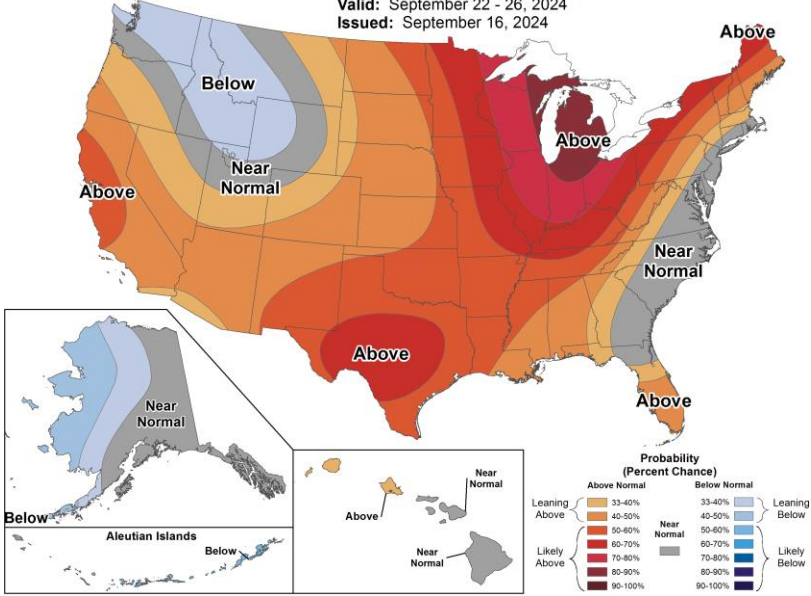 Valid: September 22 - 26, 2024
Issued: September 16, 2024
Above
Below
Above
Near
Normal
Above
Near
Normal
Above
Above
Near
Normal
Below
Aleutian Islands
Below
Near
Normal
Above
Near
Normal
Probability
(Percent Chance)
Above Normal
Below Normal
Leaning
Above
33-40%
40-50%
Likely
Above
50-60%
60-70%
70-80%
80-90%
90-100%
Near
Normal
33-40%
40-50%
Leaning
Below
50-60%
60-70%
70-80%
80-90%
90-100%
Likely
Below